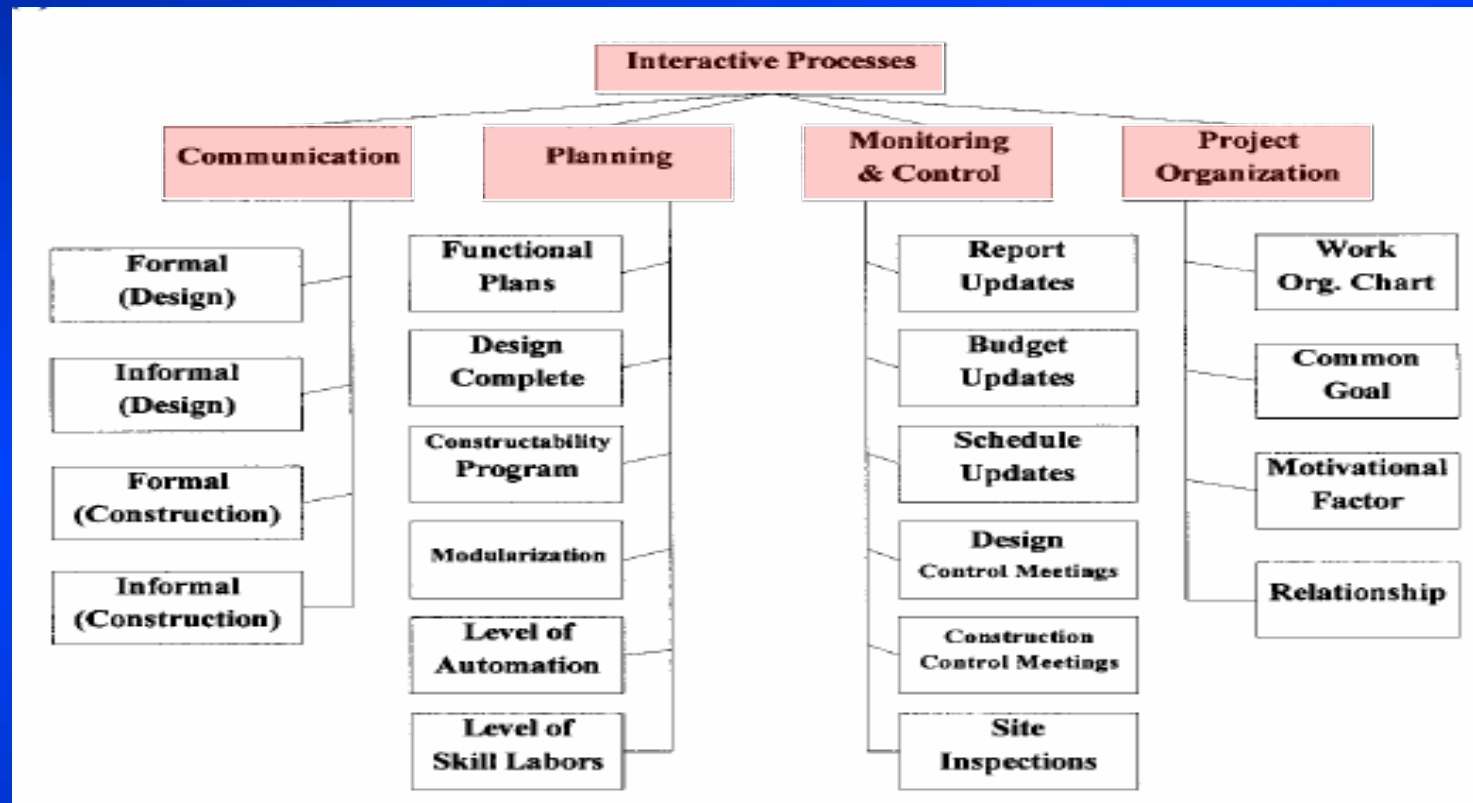 Interactive Processes
Communication
Planning
Monitoring
& Control
Project
Organization
Formal
(Design)
Informal
(Design)
Formal
(Construction)
Informal
(Construction)
Functional
Plans
Design
Complete
Constructability
Program
Modularization
Level of
Automation
Level of
Skill Labors
Report
Updates
Budget
Updates
Schedule
Updates
Design
Control Meetings
Construction
Control Meetings
Site
Inspections
Work
Org. Chart
Common
Goal
Motivational
Factor
Relationship